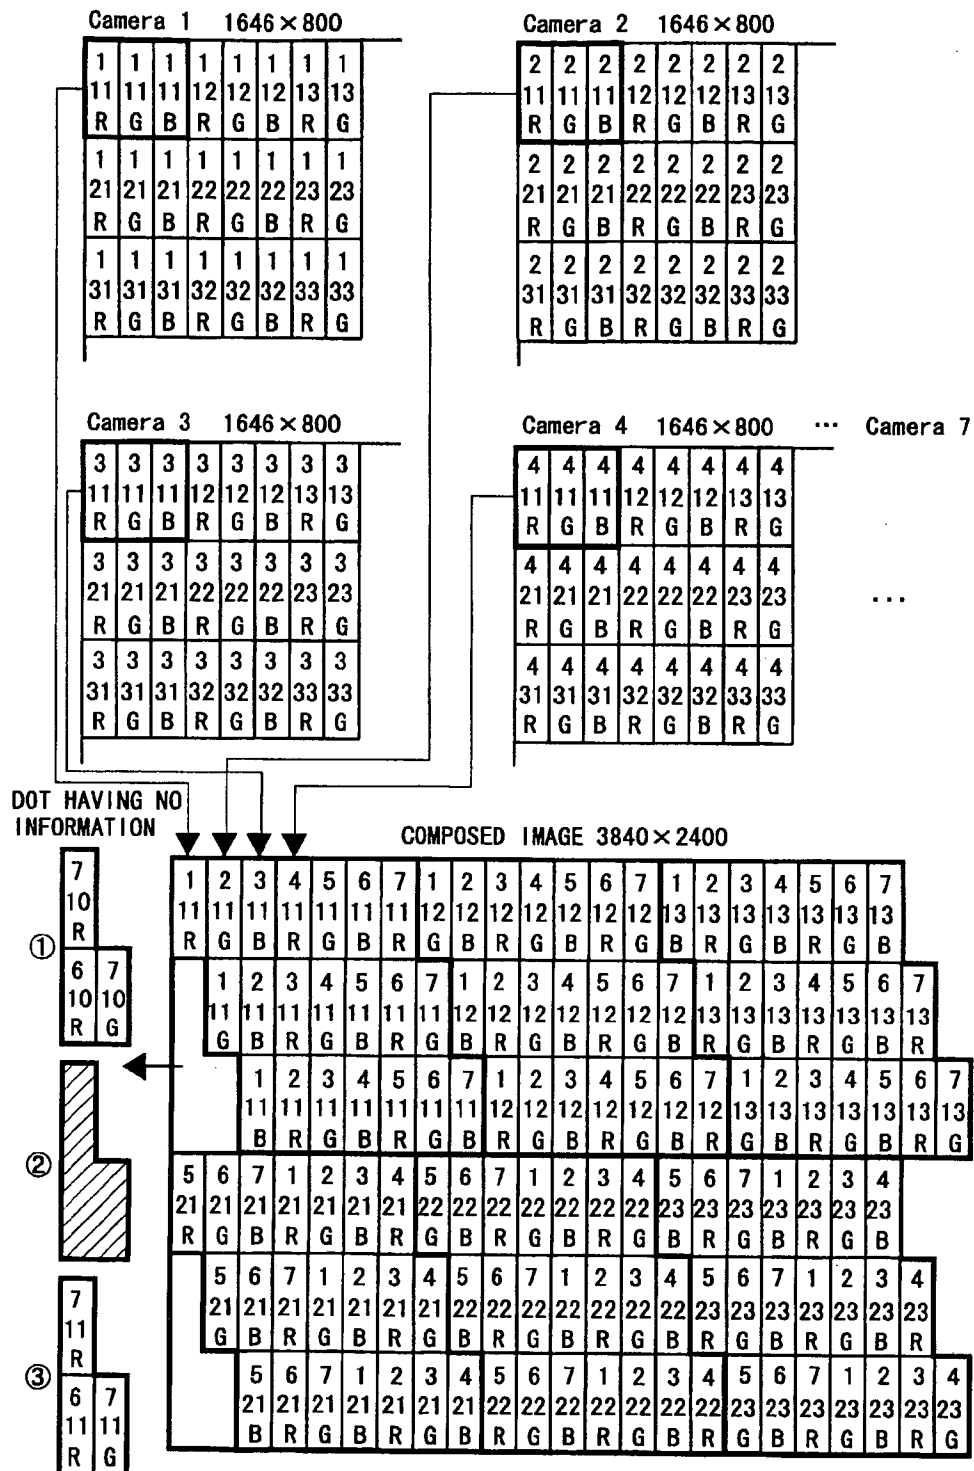 Camera 1 1646×800
1 1 1 1 1 1 1 1
11 11 11 12 12 12 13 13
R G B R G B R G
1 1 1 1 1 1 1 1
21 21 21 22 22 22 23 23
R G B R G B R G
1 1 1 1 1 1 1 1
31 31 31 32 32 32 33 33
R G B R G B R G
Camera 2 1646×800
2 2 2 2 2 2 2 2
11 11 11 12 12 12 13 13
R G B R G B R G
2 2 2 2 2 2 2 2
21 21 21 22 22 22 23 23
R G B R G B R G
2 2 2 2 2 2 2 2
31 31 31 32 32 32 33 33
R G B R G B R G
Camera 3 1646×800
3 3 3 3 3 3 3 3
11 11 11 12 12 12 13 13
R G B R G B R G
3 3 3 3 3 3 3 3
21 21 21 22 22 22 23 23
R G B R G B R G
3 3 3 3 3 3 3 3
31 31 31 32 32 32 33 33
R G B R G B R G
Camera 4 1646×800 … Camera 7
4 4 4 4 4 4 4 4
11 11 11 12 12 12 13 13
R G B R G B R G
4 4 4 4 4 4 4 4
21 21 21 22 22 22 23 23
R G B R G B R G
…
4 4 4 4 4 4 4 4
31 31 31 32 32 32 33 33
R G B R G B R G
DOT HAVING NO
INFORMATION
①
7
10
R
6 7
10 10
R G
②
③
7
11
R
6 7
11 11
R G
COMPOSED IMAGE 3840×2400
1 2 3 4 5 6 7 1 2 3 4 5 6 7 1 2 3 4 5 6 7
11 11 11 11 11 11 11 12 12 12 12 12 12 12 13 13 13 13 13 13 13
R G B R G B R G B R G B R G B R G B R G B
1 2 3 4 5 6 7 1 2 3 4 5 6 7 1 2 3 4 5 6 7
11 11 11 11 11 11 11 12 12 12 12 12 12 12 13 13 13 13 13 13 13
G B R G B R G B R G B R G B R G B R G B R
1 2 3 4 5 6 7 1 2 3 4 5 6 7 1 2 3 4 5 6 7
11 11 11 11 11 11 11 12 12 12 12 12 12 12 13 13 13 13 13 13 13
B R G B R G B R G B R G B R G B R G B R G
5 6 7 1 2 3 4 5 6 7 1 2 3 4 5 6 7 1 2 3 4
21 21 21 21 21 21 21 22 22 22 22 22 22 22 23 23 23 23 23 23 23
R G B R G B R G B R G B R G B R G B R G B
5 6 7 1 2 3 4 5 6 7 1 2 3 4 5 6 7 1 2 3 4
21 21 21 21 21 21 21 22 22 22 22 22 22 22 23 23 23 23 23 23 23
G B R G B R G B R G B R G B R G B R G B R
5 6 7 1 2 3 4 5 6 7 1 2 3 4 5 6 7 1 2 3 4
21 21 21 21 21 21 21 22 22 22 22 22 22 22 23 23 23 23 23 23 23
B R G B R G B R G B R G B R G B R G B R G